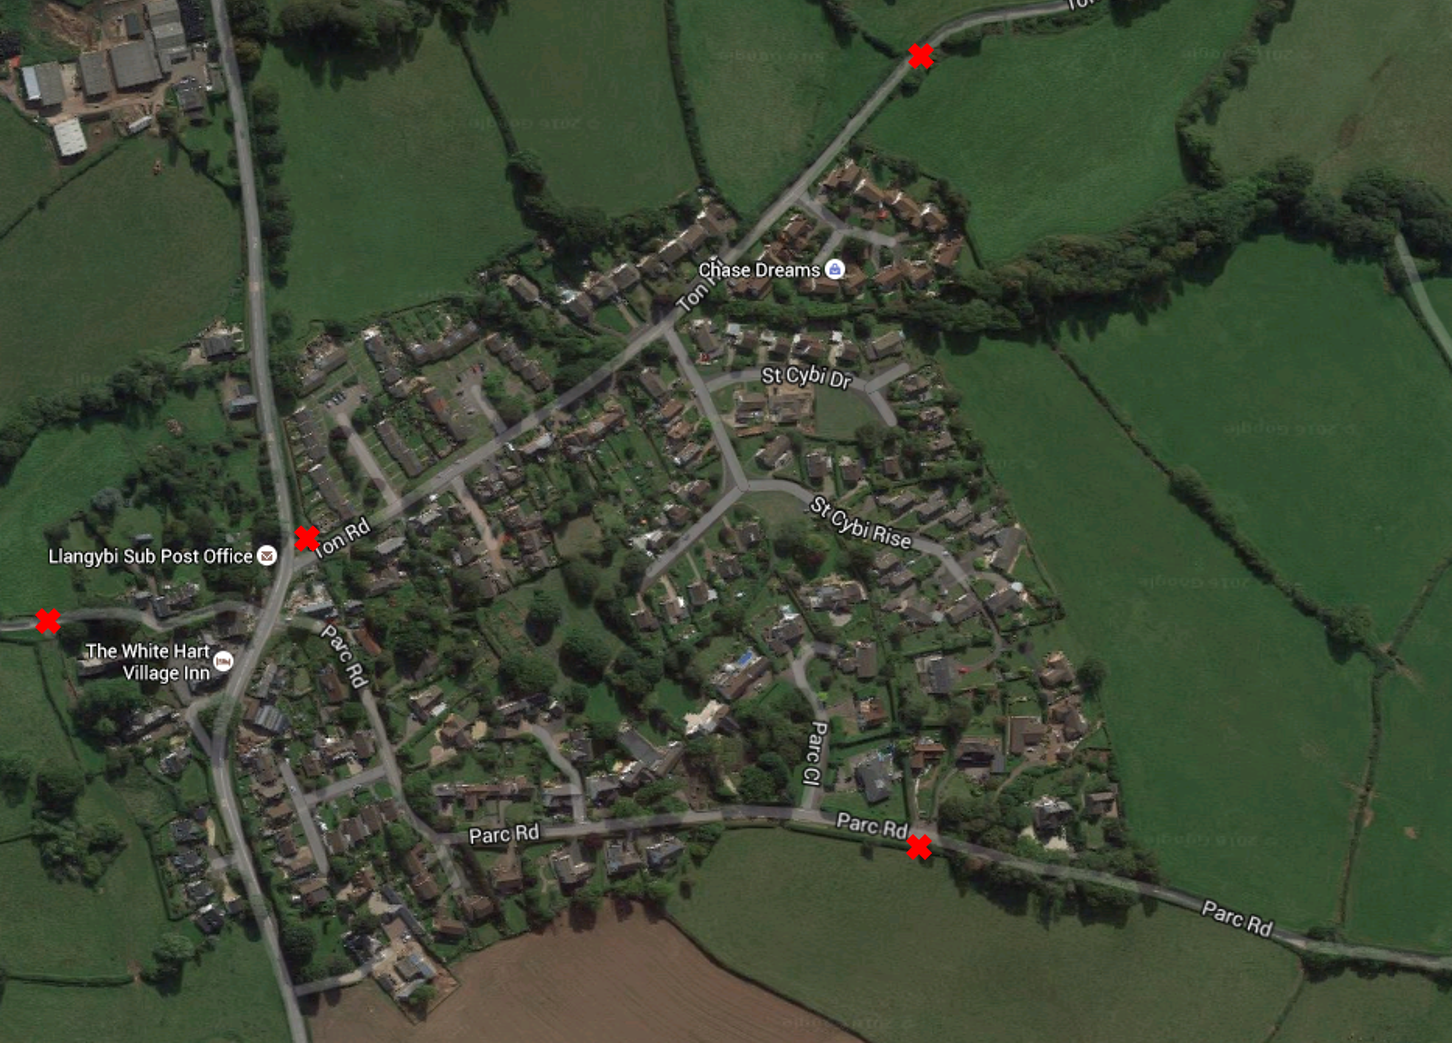 Ton
Chase Dreams
Ton R
St Cybi Dr
St Cybi Rise
Ton Rd
Llangybi Sub Post Office
The White Hart
Village Inn
Parc Rd
Parc Cl
Parc Rd
Parc Rd
Parc Rd